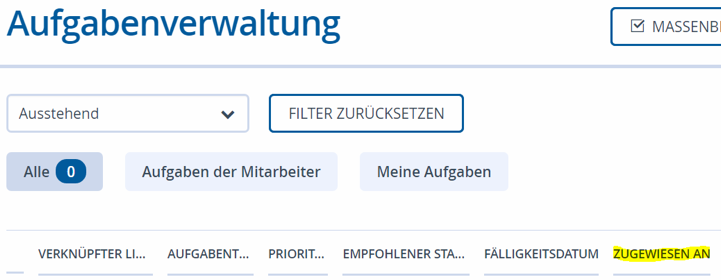 Aufgabenverwaltung
MASSENB
Ausstehend
FILTER ZURÜCKSETZEN
Alle 0
Aufgaben der Mitarbeiter
Meine Aufgaben
VERKNÜPFTER LI... AUFGABENT... PRIORIT... EMPFOHLENER STA... FÄLLIGKEITSDATUM ZUGEWIESEN AN